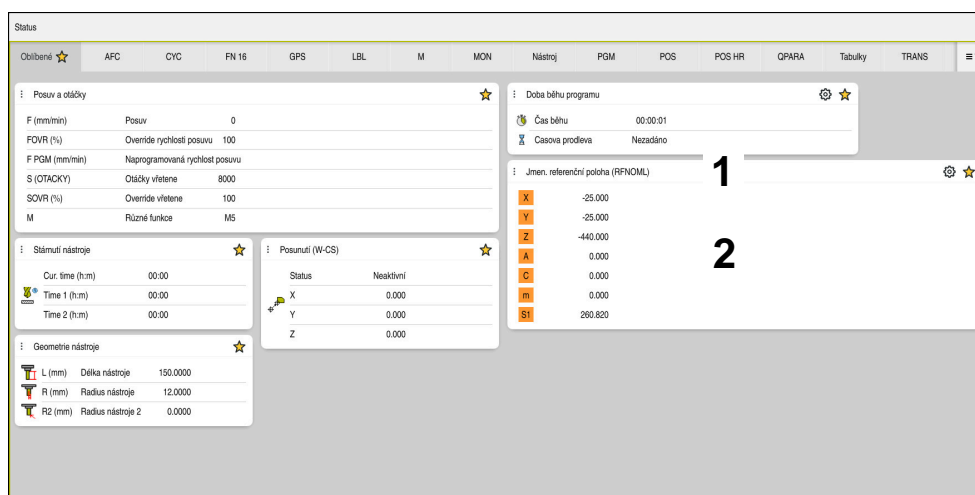 Status
Oblíbené AFC CYC FN 16 GPS LBL M MON Nástroj PGM POS POS HR QPARA Tabulky TRANS
Posuv a otáčky
F (mm/min) Posuv 0
FOVR (%) Override rychlosti posuvu 100
F PGM (mm/min) Naprogramovaná rychlost posuvu
S (OTACKY) Otáčky vřetene 8000
SOVR (%) Override vřetene 100
M Různé funkce M5
Stárnutí nástroje
Cur. time (h:m) 00:00
Time 1 (h:m) 00:00
Time 2 (h:m) 00:00
Geometrie nástroje
L (mm) Délka nástroje 150.0000
R (mm) Radius nástroje 12.0000
R2 (mm) Radius nástroje 2 0.0000
Posunutí (W-CS)
Status Neaktivní
X 0.000
Y 0.000
Z 0.000
Doba běhu programu
Čas běhu 00:00:01
Casova prodleva Nezadáno
1
Jmen. referenční poloha (RFNOML)
X -25.000
Y -25.000
Z -440.000
A 0.000
C 0.000
m 0.000
S1 260.820
2